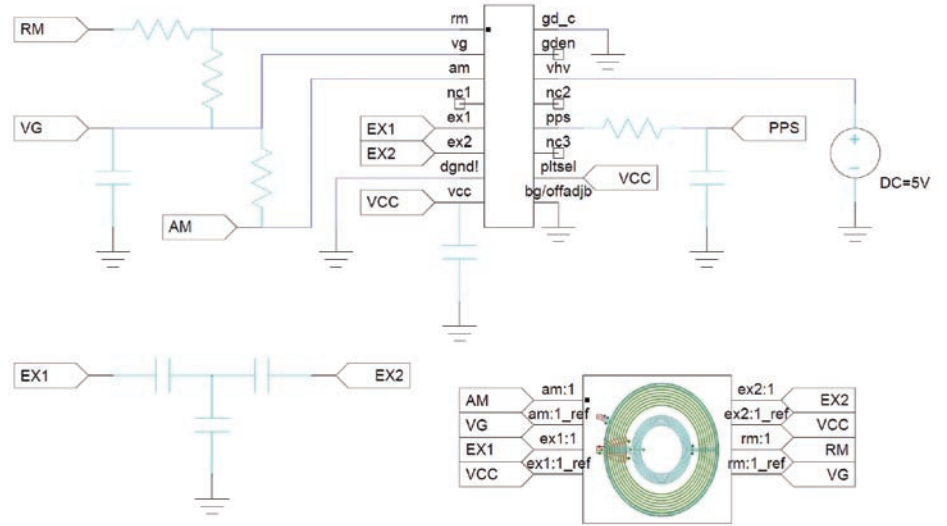 rm gd_c
RM
vg gden
am vhv
nc1 nc2
VG EX1 ex1 pps PPS
EX2 ex2 nc3
dgnd! pltsel VCC
DC=5V
VCC vcc bg/offadjb
AM
EX1 EX2
am:1 ex2:1
AM EX2
am:1_ref ex2:1_ref
VG VCC
ex1:1 rm:1
EX1 RM
ex1:1_ref rm:1_ref
VCC VG